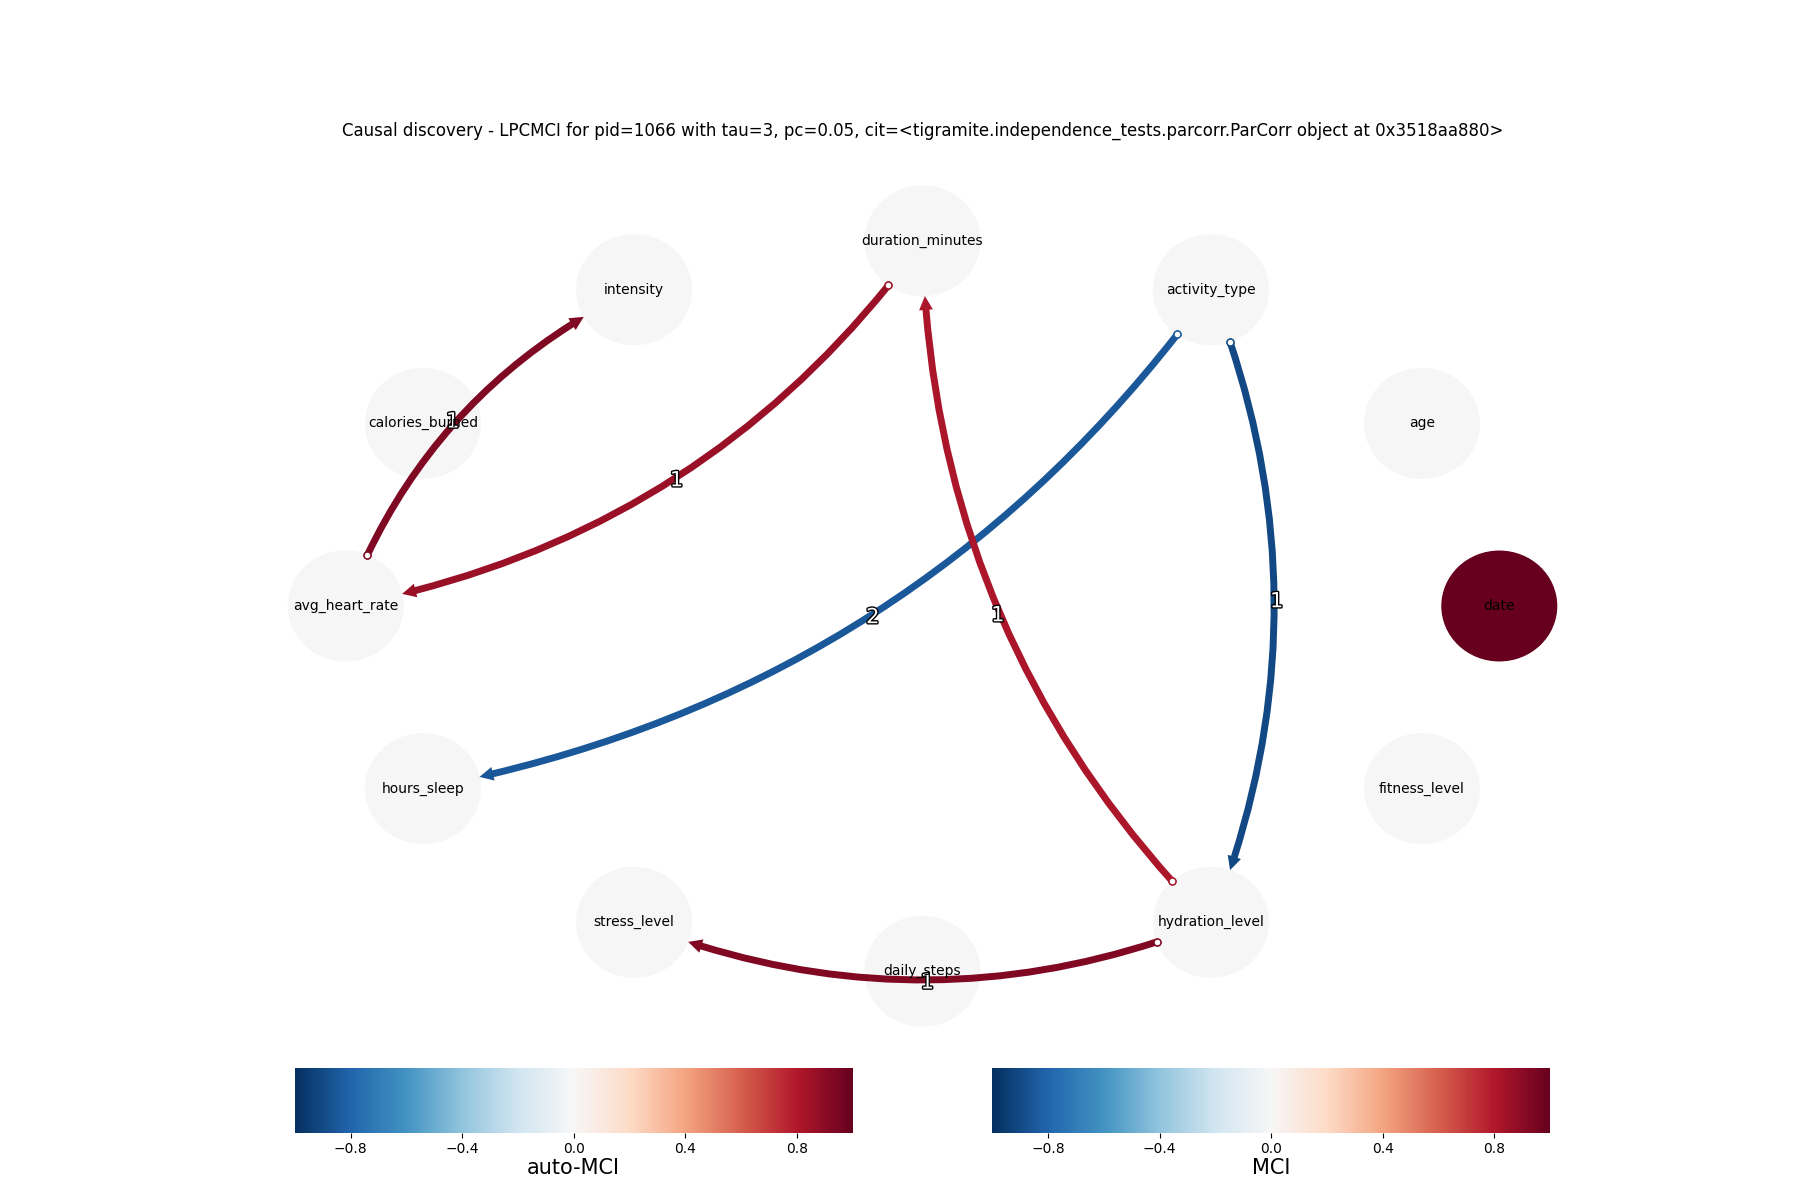 Causal discovery - LPCMCI for pid=1066 with tau=3, pc=0.05, cit=<tigramite.independence_tests.parcorr.ParCorr object at 0x3518aa880>
duration_minutes
intensity
activity_type
calories_burned
1
age
1
avg_heart_rate
2
1
1
date
hours_sleep
fitness_level
stress_level
hydration_level
daily_steps
1
−0.8 −0.4 0.0 0.4 0.8
auto-MCI
−0.8 −0.4 0.0 0.4 0.8
MCI